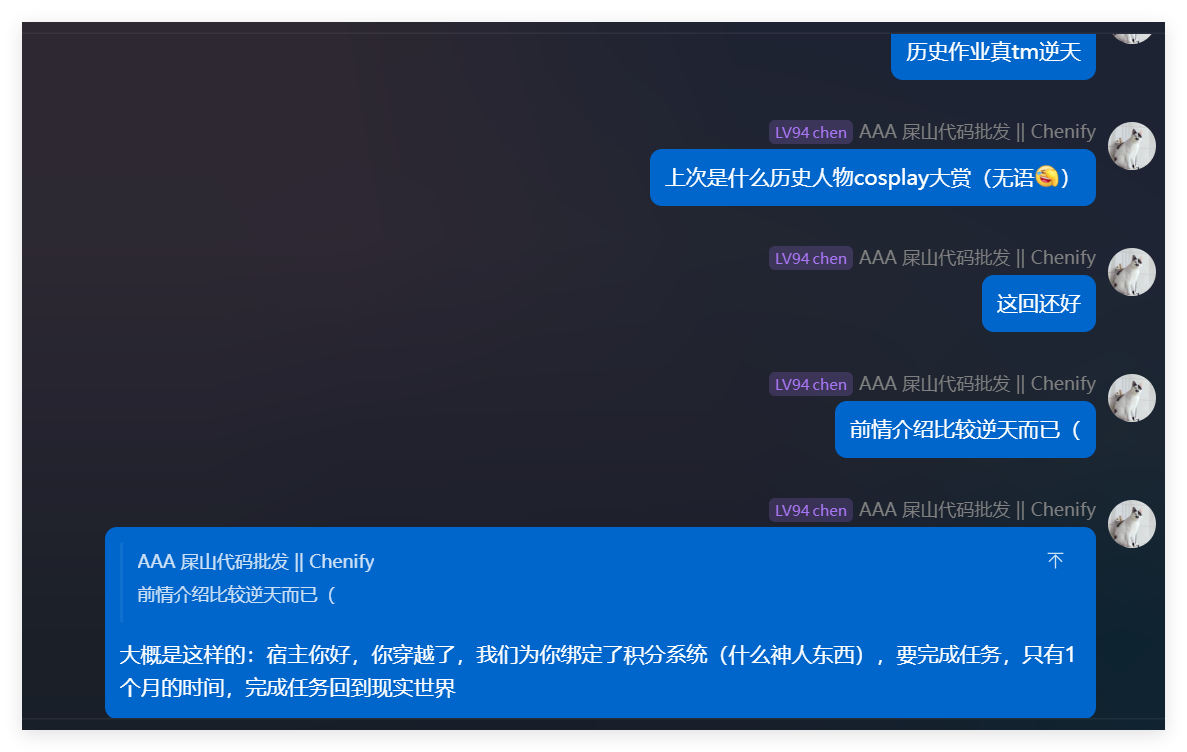 历史作业真tm逆天
LV94 chen AAA 屎山代码批发 || Chenify
上次是什么历史人物cosplay大赏（无语🤣）
LV94 chen AAA 屎山代码批发 || Chenify
这回还好
LV94 chen AAA 屎山代码批发 || Chenify
前情介绍比较逆天而已（
LV94 chen AAA 屎山代码批发 || Chenify
AAA 屎山代码批发 || Chenify
前情介绍比较逆天而已（
大概是这样的：宿主你好，你穿越了，我们为你绑定了积分系统（什么神人东西），要完成任务，只有1
个月的时间，完成任务回到现实世界